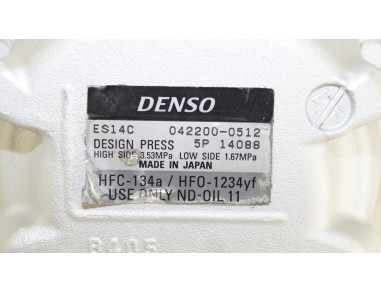 DENSO
ES14C 042200-0512
DESIGN PRESS 5P 14088
HIGH SIDE 3.53MPa LOW SIDE 1.67MPa
MADE IN JAPAN
HFC-134a / HFO-1234yf
USE ONLY ND-OIL 11